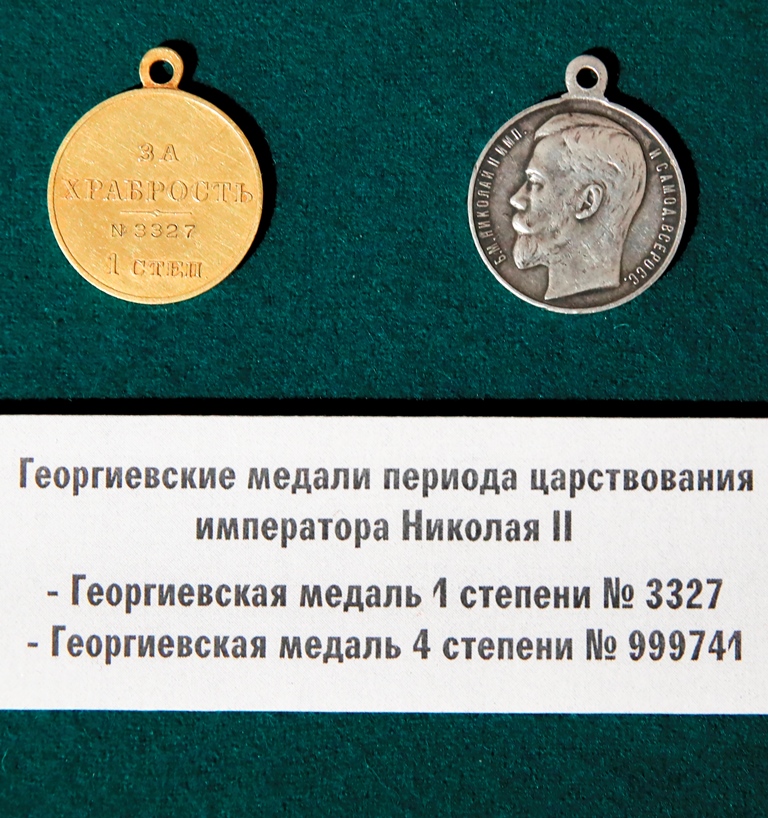 ЗА
ХРАБРОСТЬ
№ 3327
1 СТЕП
Б.М. НИКОЛАЙ II ИМП. И САМОД. ВСЕРОСС.
Георгиевские медали периода царствования
императора Николая II
- Георгиевская медаль 1 степени № 3327
- Георгиевская медаль 4 степени № 999741